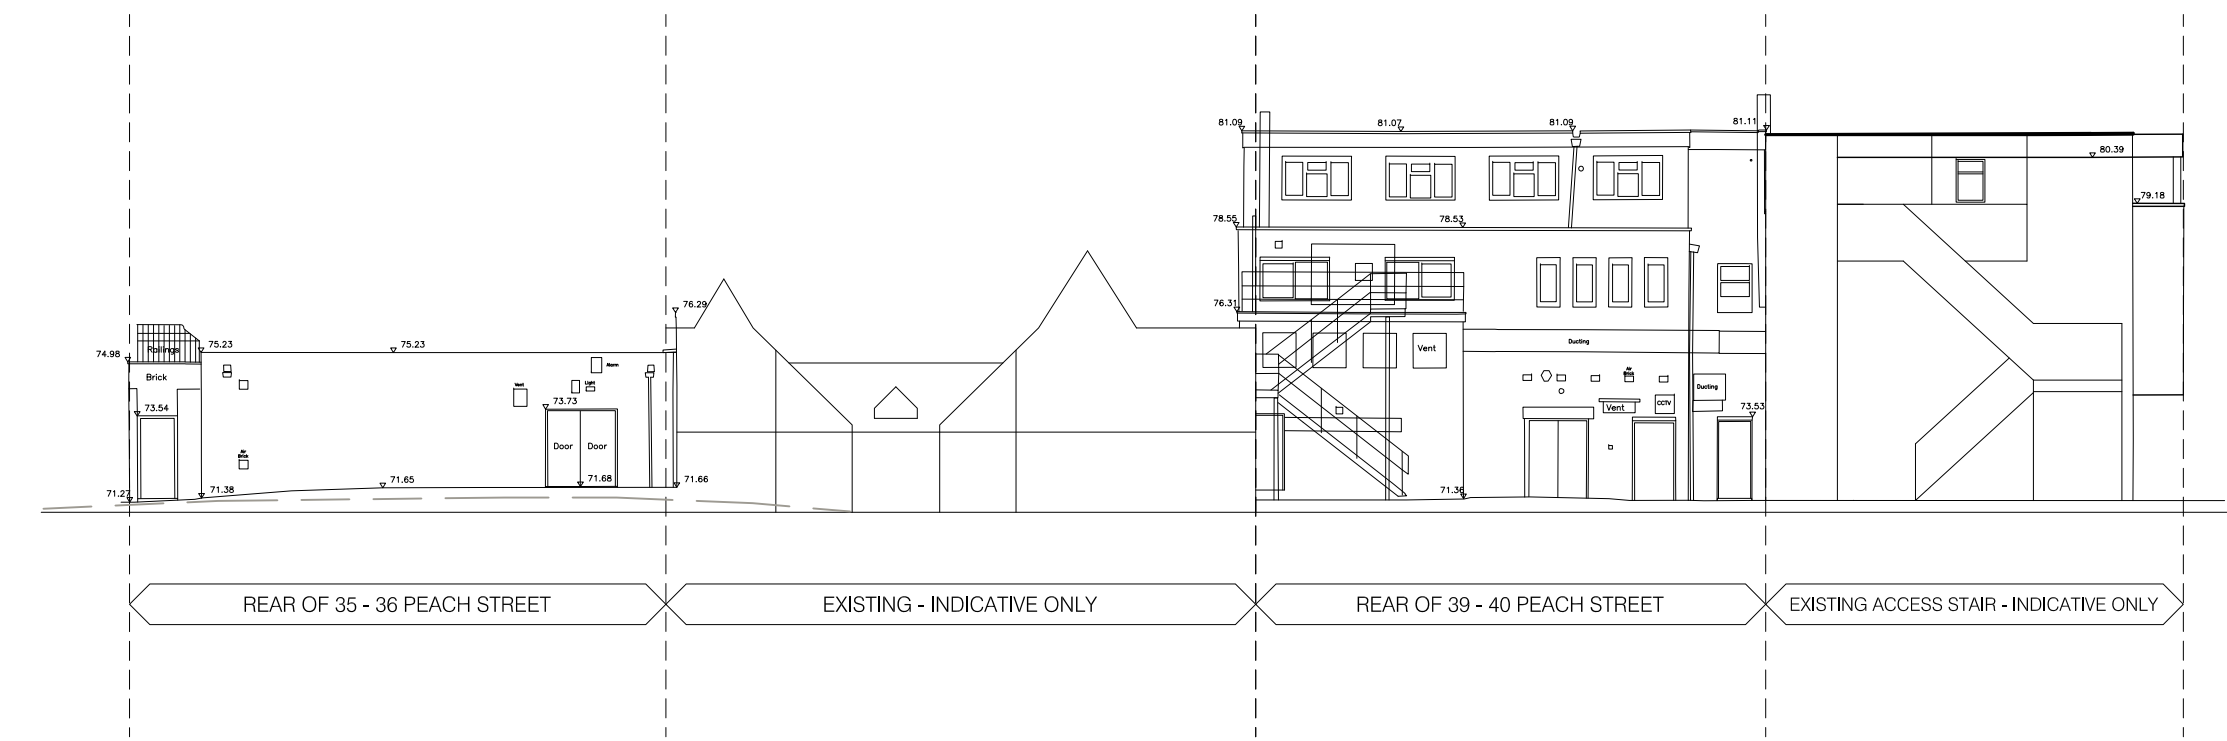 81.09
81.07
81.09
81.11
80.39
79.18
78.55
78.53
76.29
76.31
74.98
Railings
75.23
75.23
Alarm
Ducting
Vent
Brick
Vent
Light
Air
Brick
Ducting
73.54
73.73
Vent
CCTV
73.53
Door
Door
Air
Brick
71.27
71.38
71.65
71.68
71.66
71.36
REAR OF 35 - 36 PEACH STREET
EXISTING - INDICATIVE ONLY
REAR OF 39 - 40 PEACH STREET
EXISTING ACCESS STAIR - INDICATIVE ONLY